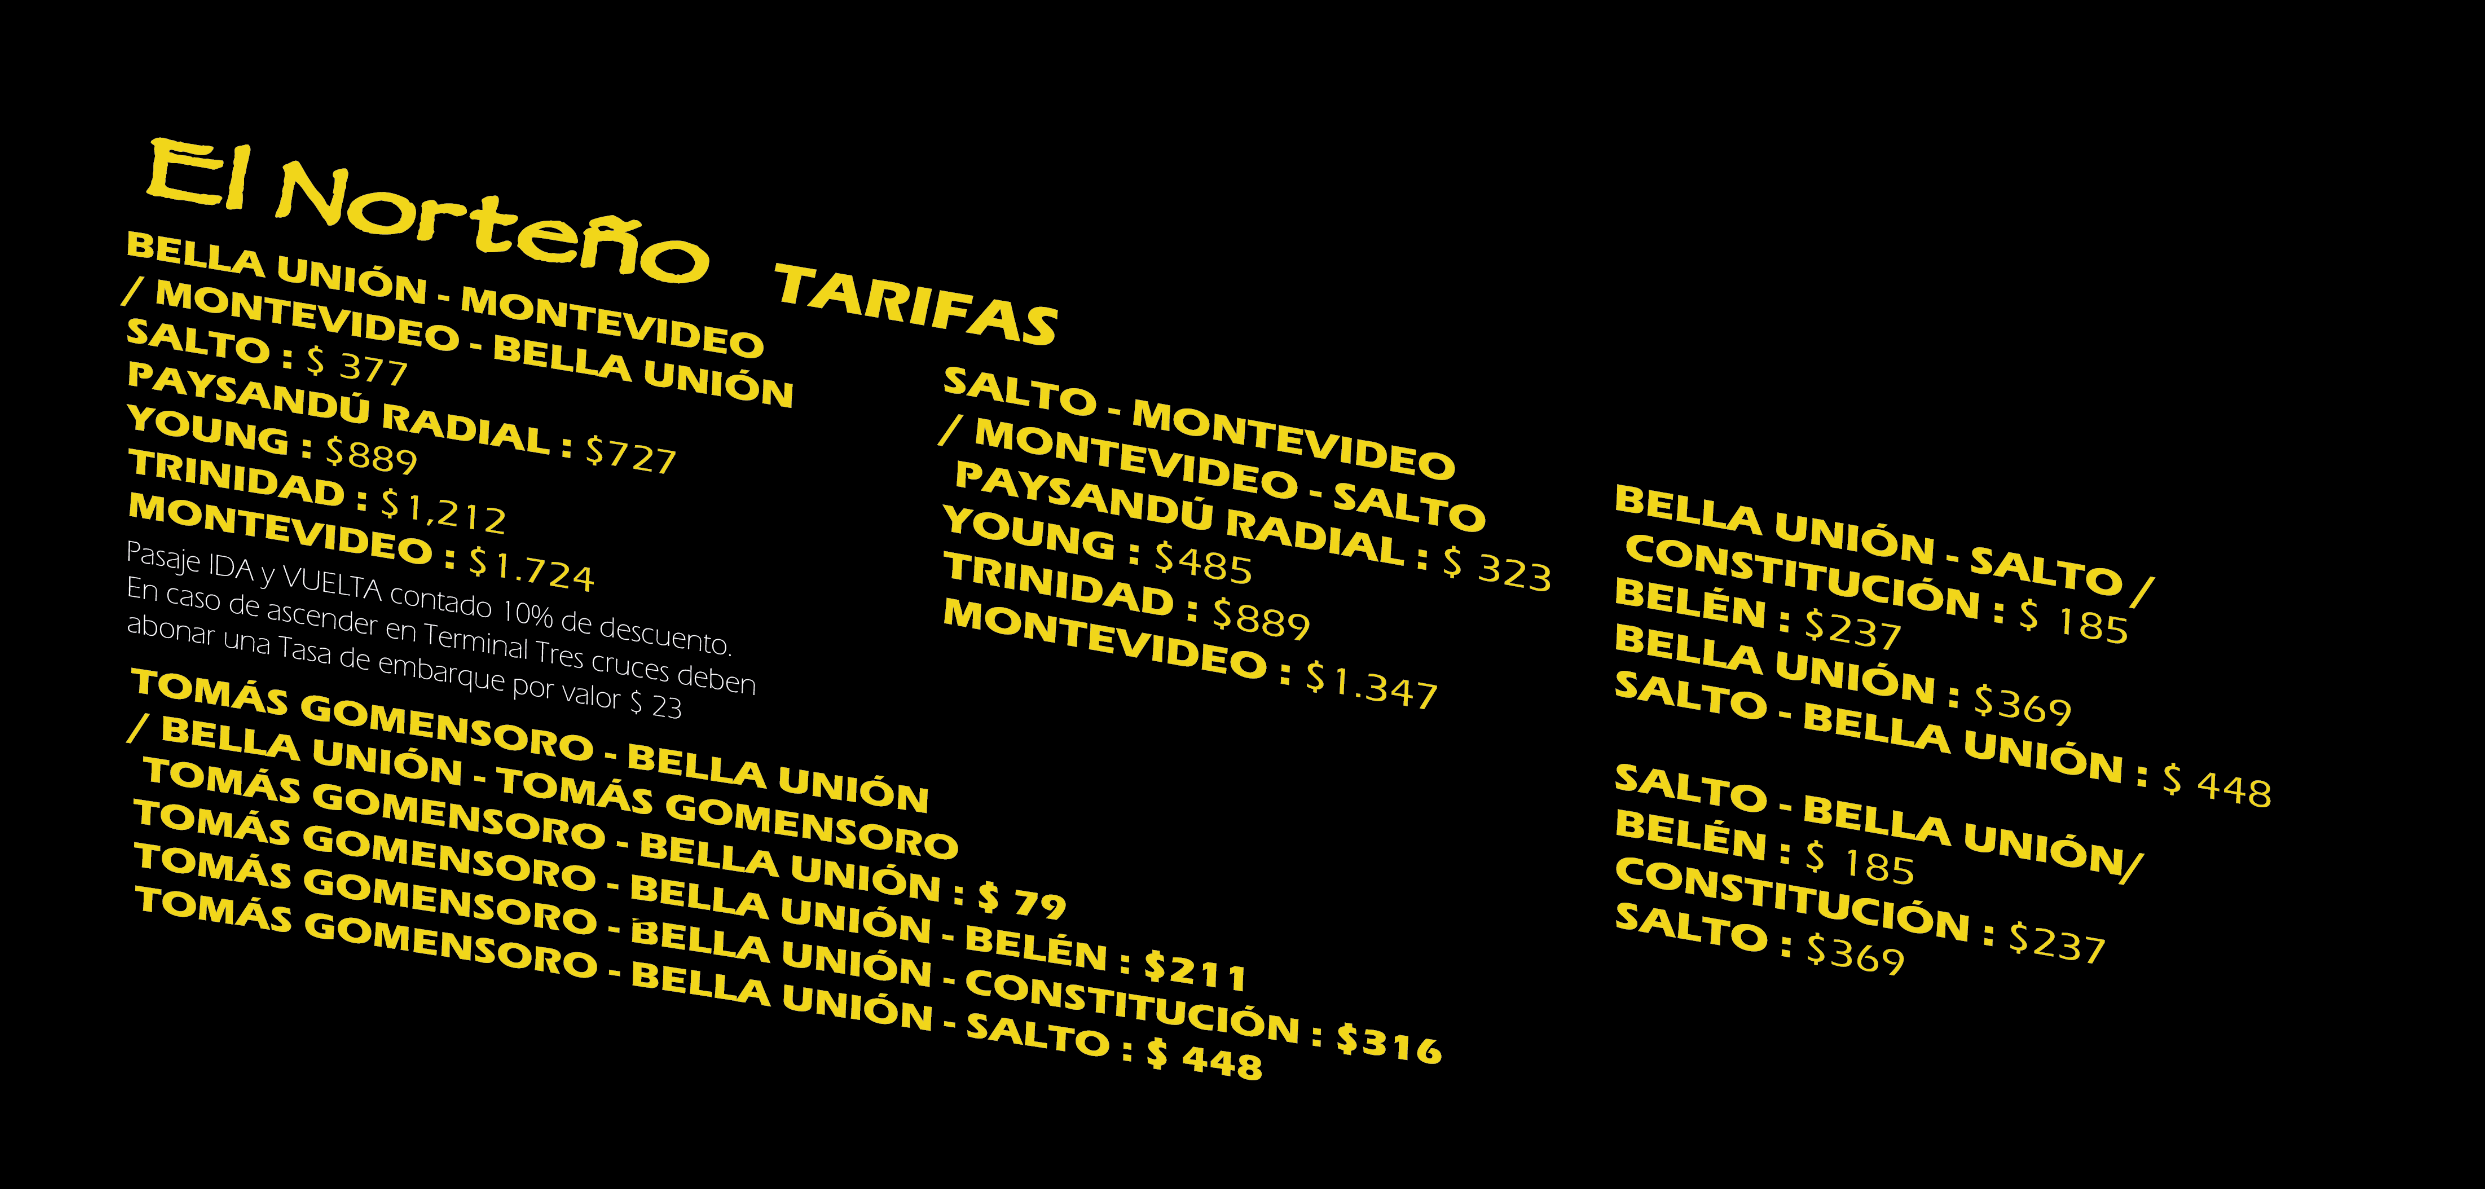 El Norteño TARIFAS
BELLA UNIÓN - MONTEVIDEO
/ MONTEVIDEO - BELLA UNIÓN
SALTO : $ 377
PAYSANDÚ RADIAL : $727
YOUNG : $889
TRINIDAD : $1,212
MONTEVIDEO : $1.724
Pasaje IDA y VUELTA contado 10% de descuento.
En caso de ascender en Terminal Tres cruces deben
abonar una Tasa de embarque por valor $ 23
TOMÁS GOMENSORO - BELLA UNIÓN
/ BELLA UNIÓN - TOMÁS GOMENSORO
TOMÁS GOMENSORO - BELLA UNIÓN : $ 79
TOMÁS GOMENSORO - BELLA UNIÓN - BELÉN : $211
TOMÁS GOMENSORO - BELLA UNIÓN - CONSTITUCIÓN : $316
TOMÁS GOMENSORO - BELLA UNIÓN - SALTO : $ 448
SALTO - MONTEVIDEO
/ MONTEVIDEO - SALTO
PAYSANDÚ RADIAL : $ 323
YOUNG : $485
TRINIDAD : $889
MONTEVIDEO : $1.347
BELLA UNIÓN - SALTO /
CONSTITUCIÓN : $ 185
BELÉN : $237
BELLA UNIÓN : $369
SALTO - BELLA UNIÓN : $ 448
SALTO - BELLA UNIÓN/
BELÉN : $ 185
CONSTITUCIÓN : $237
SALTO : $369